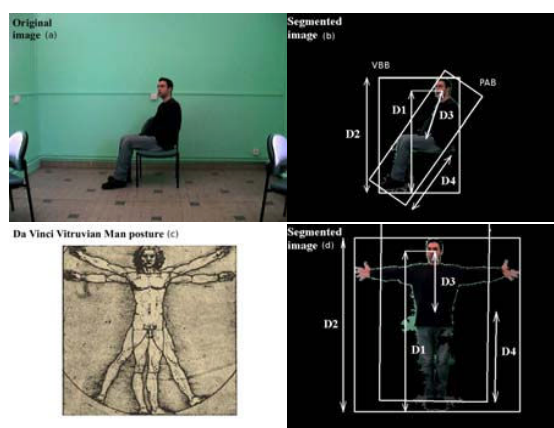 Original
image (a)
Segmented
image (b)
VBB
PAB
D1
D3
D2
D4
Da Vinci Vitruvian Man posture (c)
Segmented
image (d)
D3
D2
D1
D4